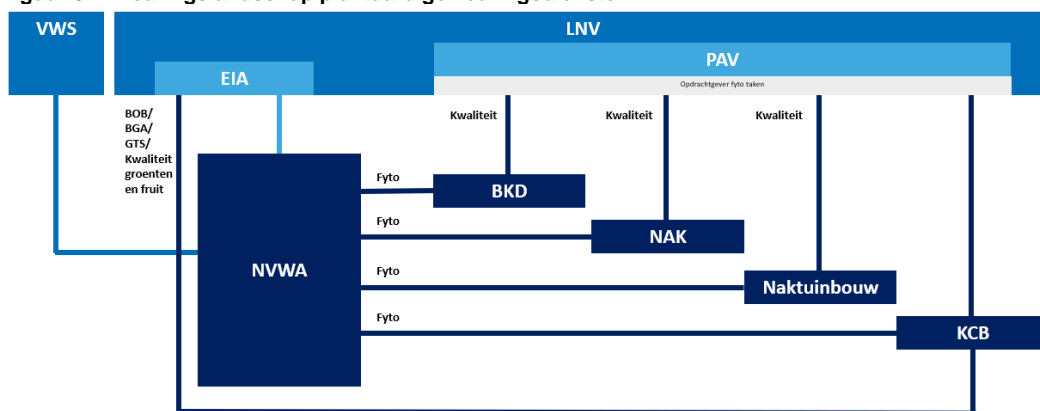 VWS
LNV
PAV
EIA
Opdrachtgever fyto taken
BOB/
BGA/
GTS/
Kwaliteit
groenten
en fruit
Kwaliteit
Kwaliteit
Kwaliteit
Fyto
BKD
Fyto
NAK
NVWA
Fyto
Naktuinbouw
Fyto
KCB